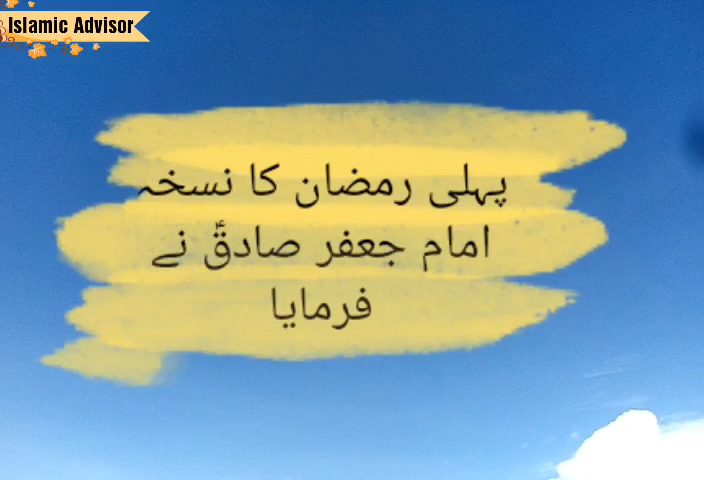 Islamic Advisor
پہلی رمضان کا نسخہ
امام جعفر صادقؑ نے
فرمایا